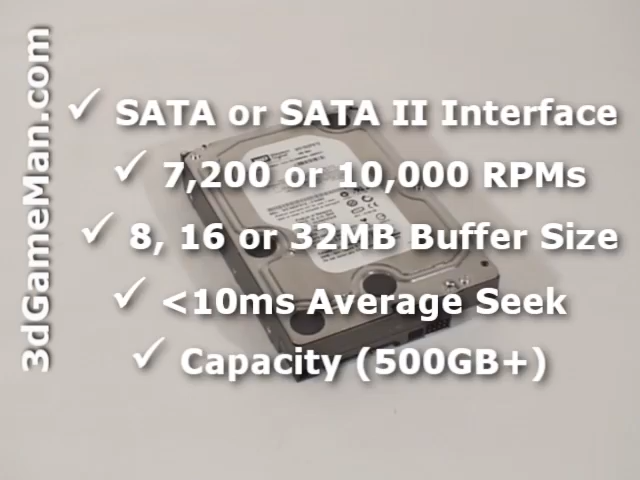 3dGameMan.com
✓ SATA or SATA II Interface
✓ 7,200 or 10,000 RPMs
✓ 8, 16 or 32MB Buffer Size
✓ <10ms Average Seek
✓ Capacity (500GB+)